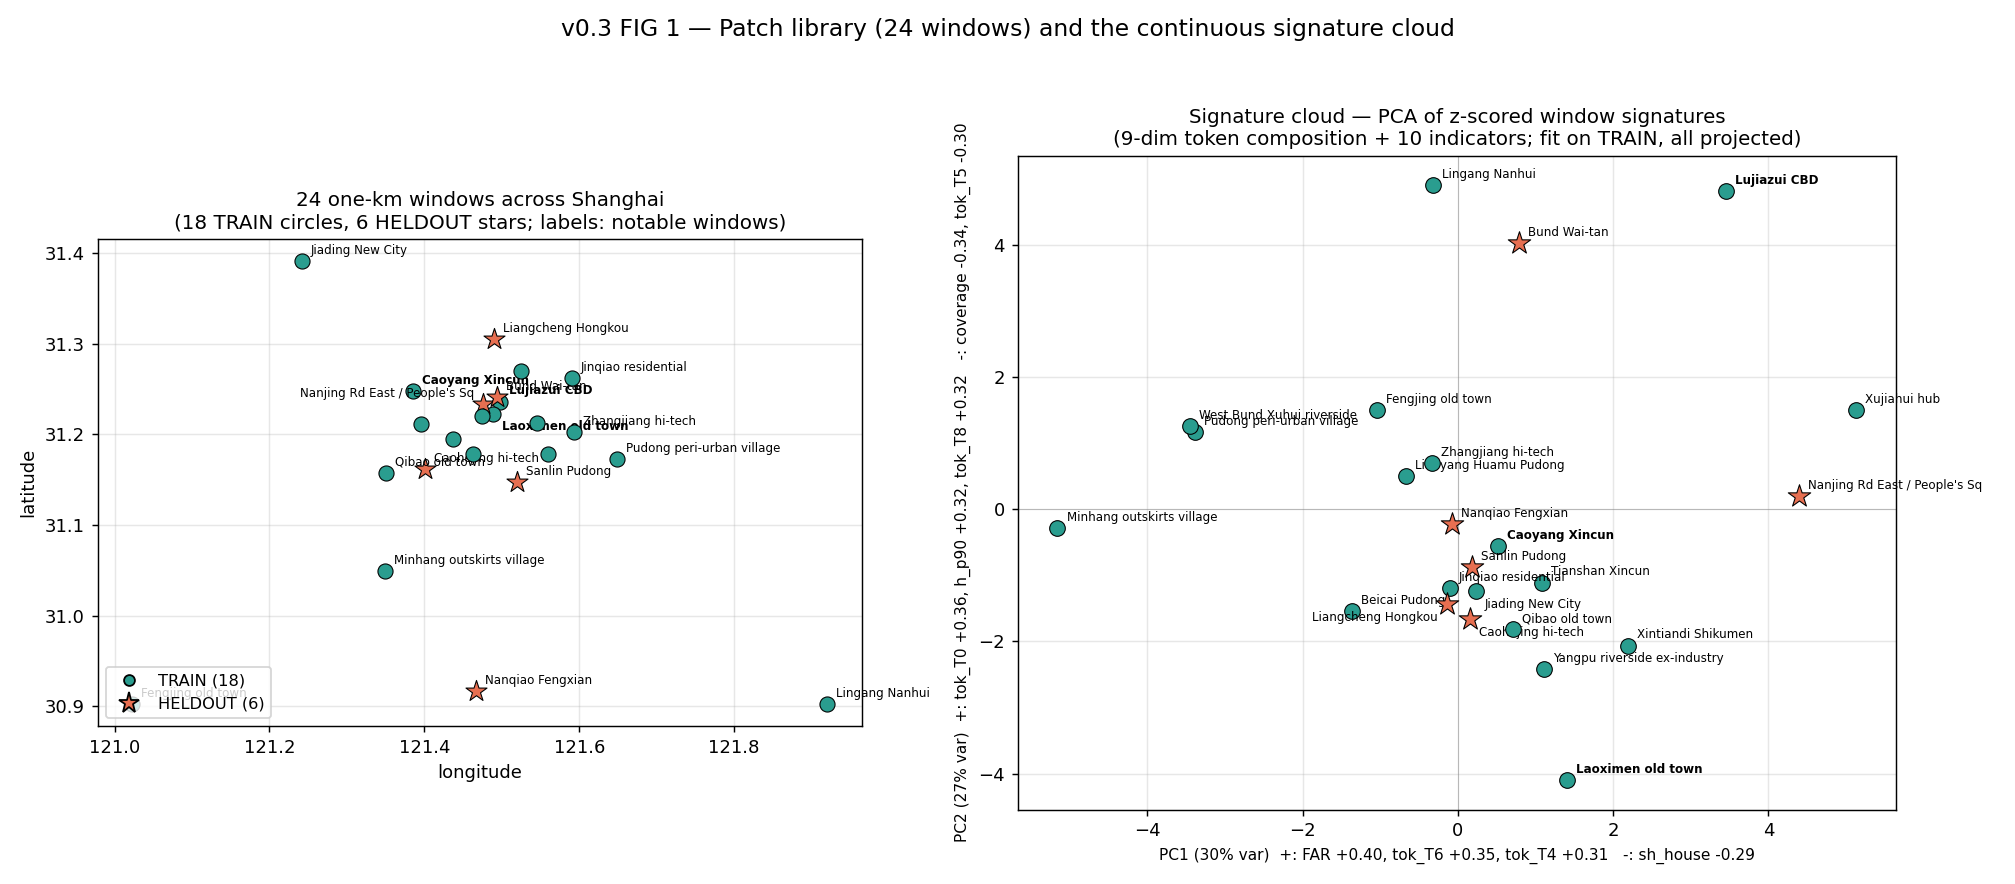 v0.3 FIG 1 — Patch library (24 windows) and the continuous signature cloud
24 one-km windows across Shanghai
(18 TRAIN circles, 6 HELDOUT stars; labels: notable windows)
31.4
31.3
31.2
31.1
31.0
30.9
latitude
Jiading New City
Liangcheng Hongkou
Jinqiao residential
Caoyang Xincun
Bund Wai-tan
Nanjing Rd East / People's Sq
Lujiazui CBD
Zhangjiang hi-tech
Laoximen old town
Pudong peri-urban village
Qibao old town
Caohejing hi-tech
Sanlin Pudong
Minhang outskirts village
Nanqiao Fengxian
Lingang Nanhui
Fengjing old town
TRAIN (18)
HELDOUT (6)
121.0
121.2
121.4
121.6
121.8
longitude
Signature cloud — PCA of z-scored window signatures
(9-dim token composition + 10 indicators; fit on TRAIN, all projected)
PC2 (27% var)  +: tok_T0 +0.36, h_p90 +0.32, tok_T8 +0.32   -: coverage -0.34, tok_T5 -0.30
4
2
0
−2
−4
Lingang Nanhui
Lujiazui CBD
Bund Wai-tan
Fengjing old town
Xujiahui hub
West Bund Xuhui riverside
Pudong peri-urban village
Zhangjiang hi-tech
Lianyang Huamu Pudong
Nanjing Rd East / People's Sq
Minhang outskirts village
Nanqiao Fengxian
Caoyang Xincun
Sanlin Pudong
Tianshan Xincun
Jinqiao residential
Beicai Pudong
Jiading New City
Liangcheng Hongkou
Qibao old town
Caohejing hi-tech
Xintiandi Shikumen
Yangpu riverside ex-industry
Laoximen old town
−4
−2
0
2
4
PC1 (30% var)  +: FAR +0.40, tok_T6 +0.35, tok_T4 +0.31   -: sh_house -0.29